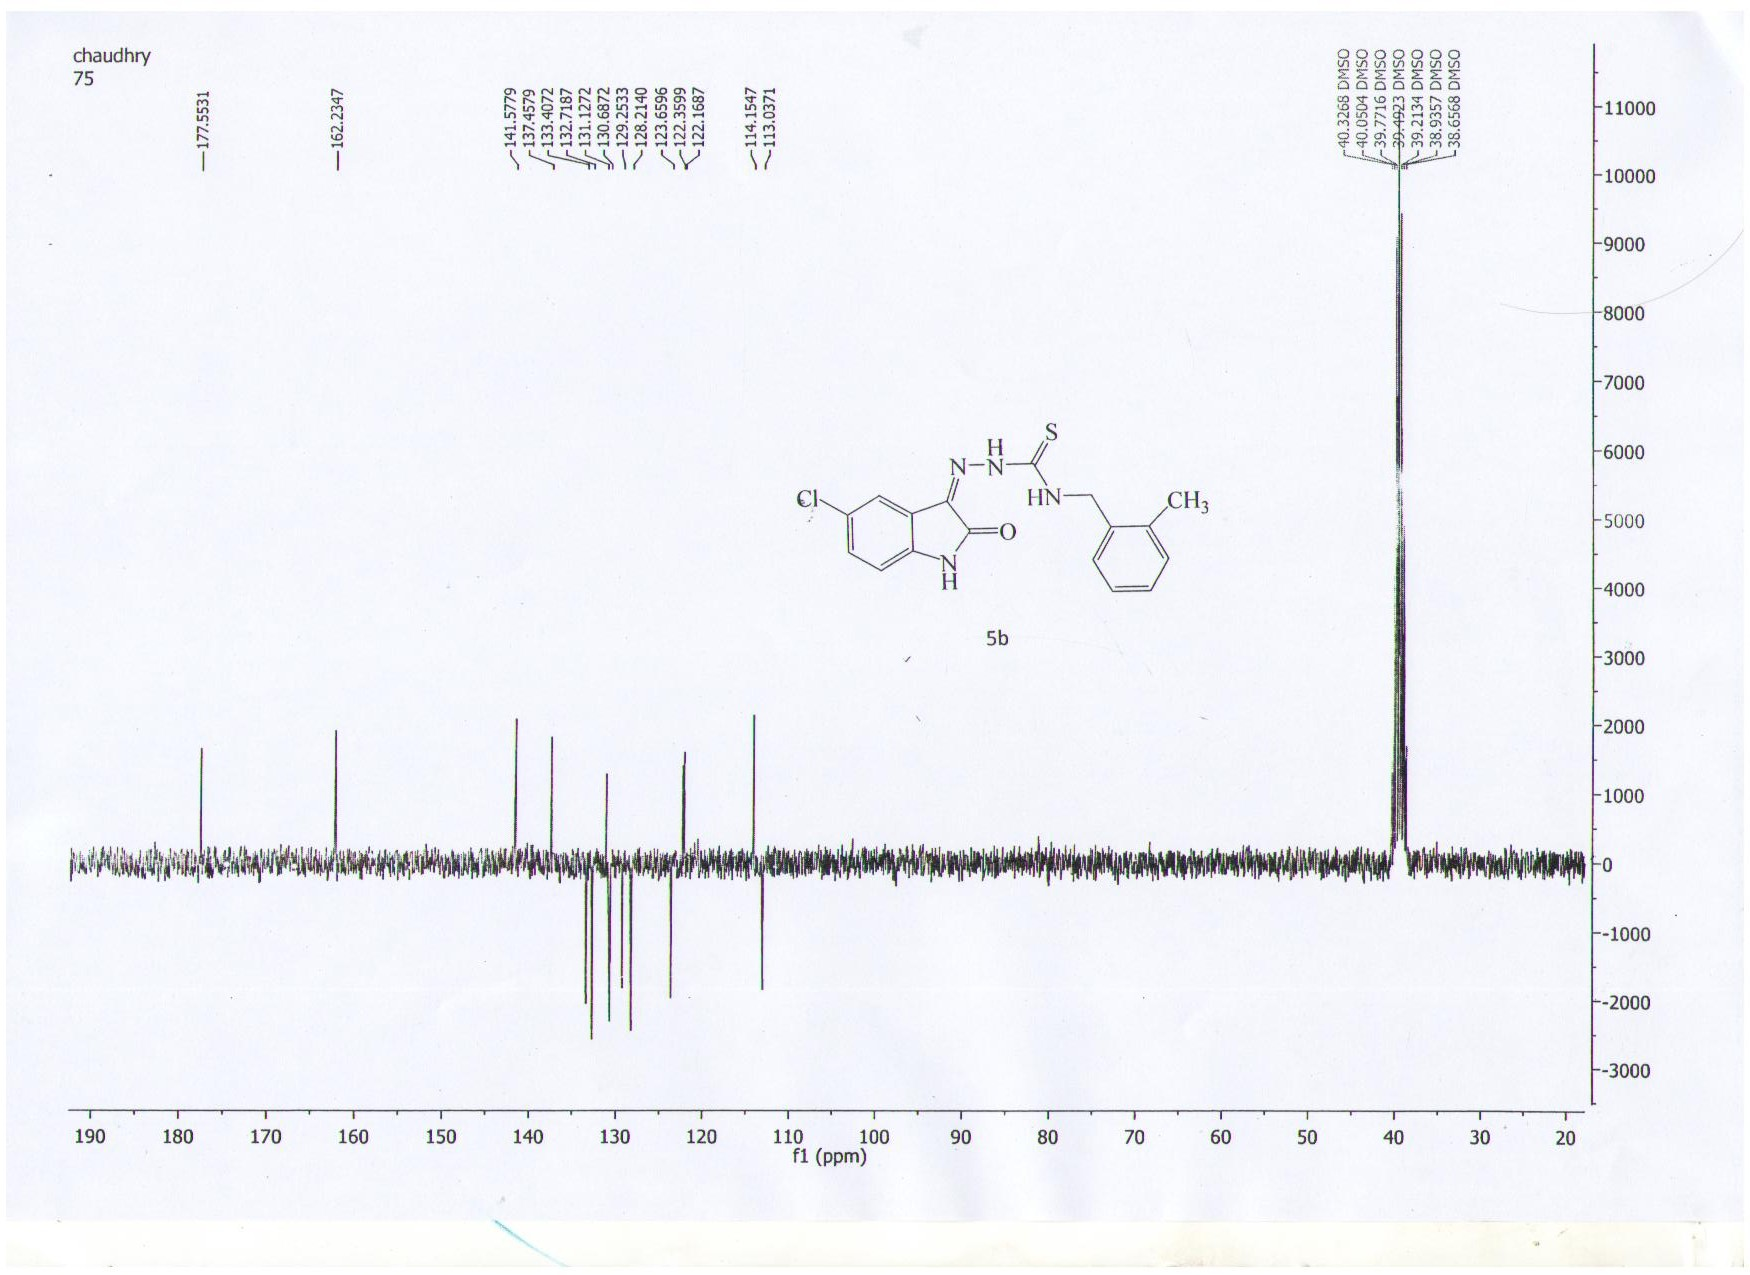 chaudhry
75
177.5531
162.2347
141.5779
137.4579
133.4072
132.7187
131.1272
130.6872
129.2533
128.2140
123.6596
122.3599
122.1687
114.1547
113.0371
40.3268 DMSO
40.0504 DMSO
39.7716 DMSO
39.4923 DMSO
39.2134 DMSO
38.9357 DMSO
38.6568 DMSO
11000
10000
9000
8000
7000
6000
5000
4000
3000
2000
1000
0
-1000
-2000
-3000
S
H
N
N
HN
CH3
Cl
O
N
H
5b
190 180 170 160 150 140 130 120 110 100 90 80 70 60 50 40 30 20
f1 (ppm)